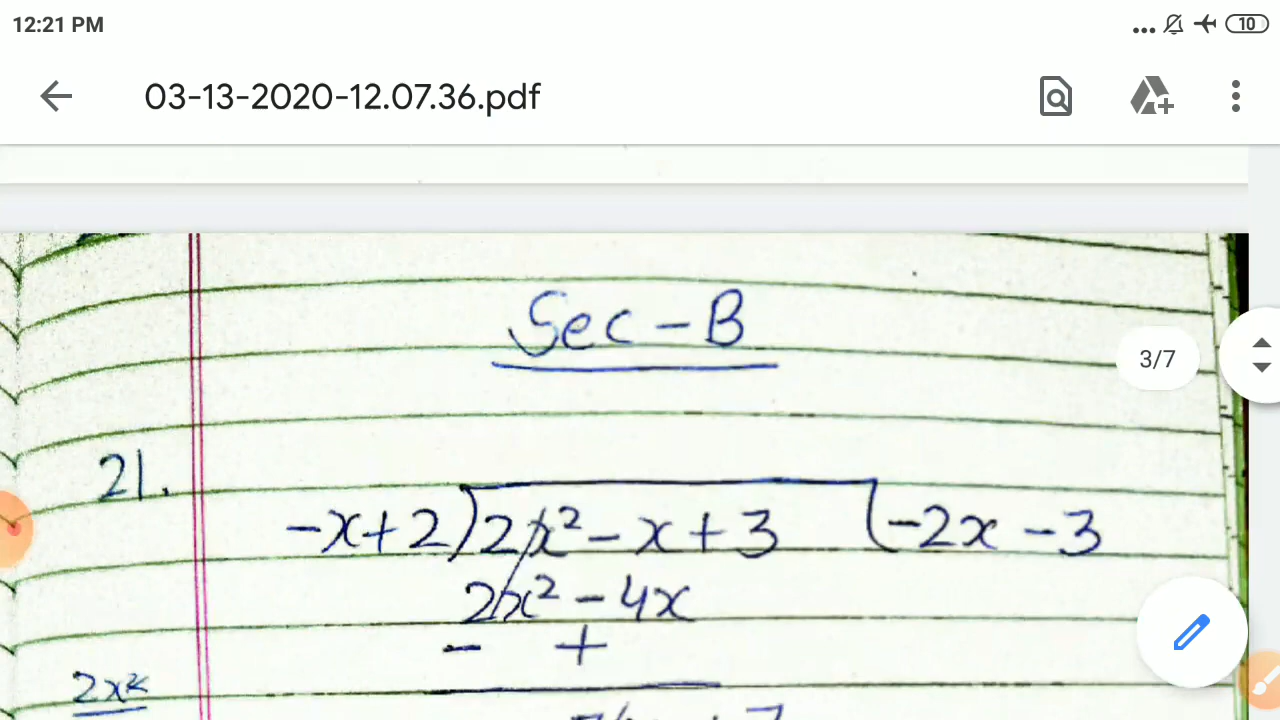 12:21 PM
10
03-13-2020-12.07.36.pdf
Sec - B
3/7
21.
-x+2)2x²-x+3(-2x-3
2x²-4x
- +
2x²